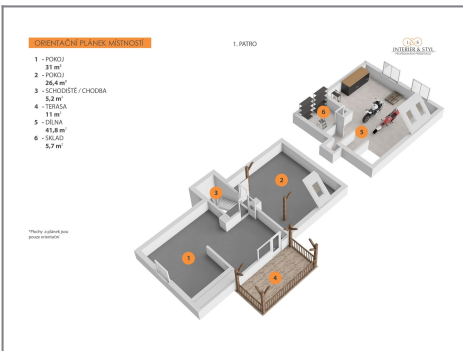 ORIENTAČNÍ PLÁNEK MÍSTNOSTÍ
1. PATRO
INTERIER & STYL
1 - POKOJ
31 m²
2 - POKOJ
26,4 m²
3 - SCHODIŠTĚ / CHODBA
5,2 m²
4 - TERASA
11 m²
5 - DÍLNA
41,8 m²
6 - SKLAD
5,7 m²
*Plochy a plánek jsou
pouze orientační
6
5
3
2
1
4